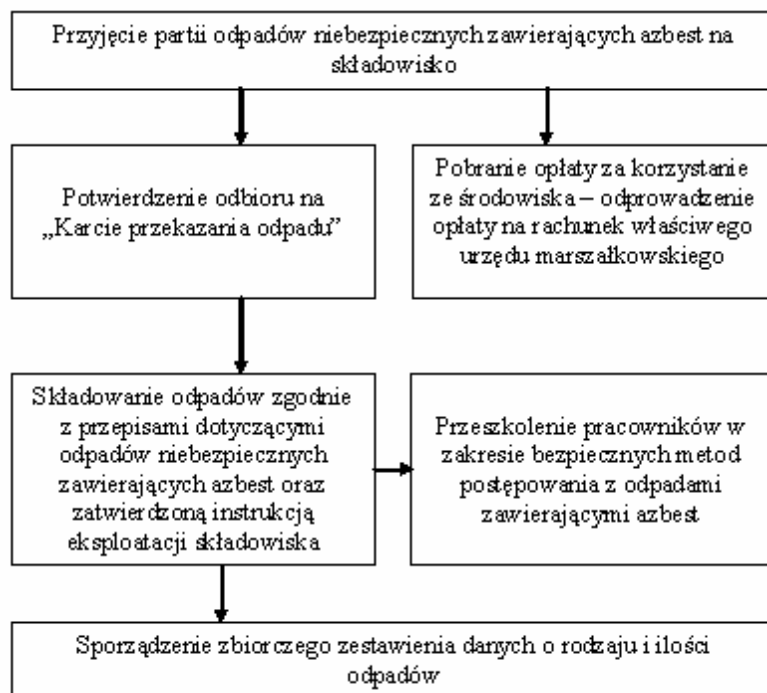 Przyjęcie partii odpadów niebezpiecznych zawierających azbest na
składowisko
Potwierdzenie odbioru na
„Karcie przekazania odpadu”
Pobranie opłaty za korzystanie
ze środowiska – odprowadzenie
opłaty na rachunek właściwego
urzędu marszałkowskiego
Składowanie odpadów zgodnie
z przepisami dotyczącymi
odpadów niebezpiecznych
zawierających azbest oraz
zatwierdzoną instrukcją
eksploatacji składowiska
Przeszkolenie pracowników w
zakresie bezpiecznych metod
postępowania z odpadami
zawierającymi azbest
Sporządzenie zbiorczego zestawienia danych o rodzaju i ilości
odpadów